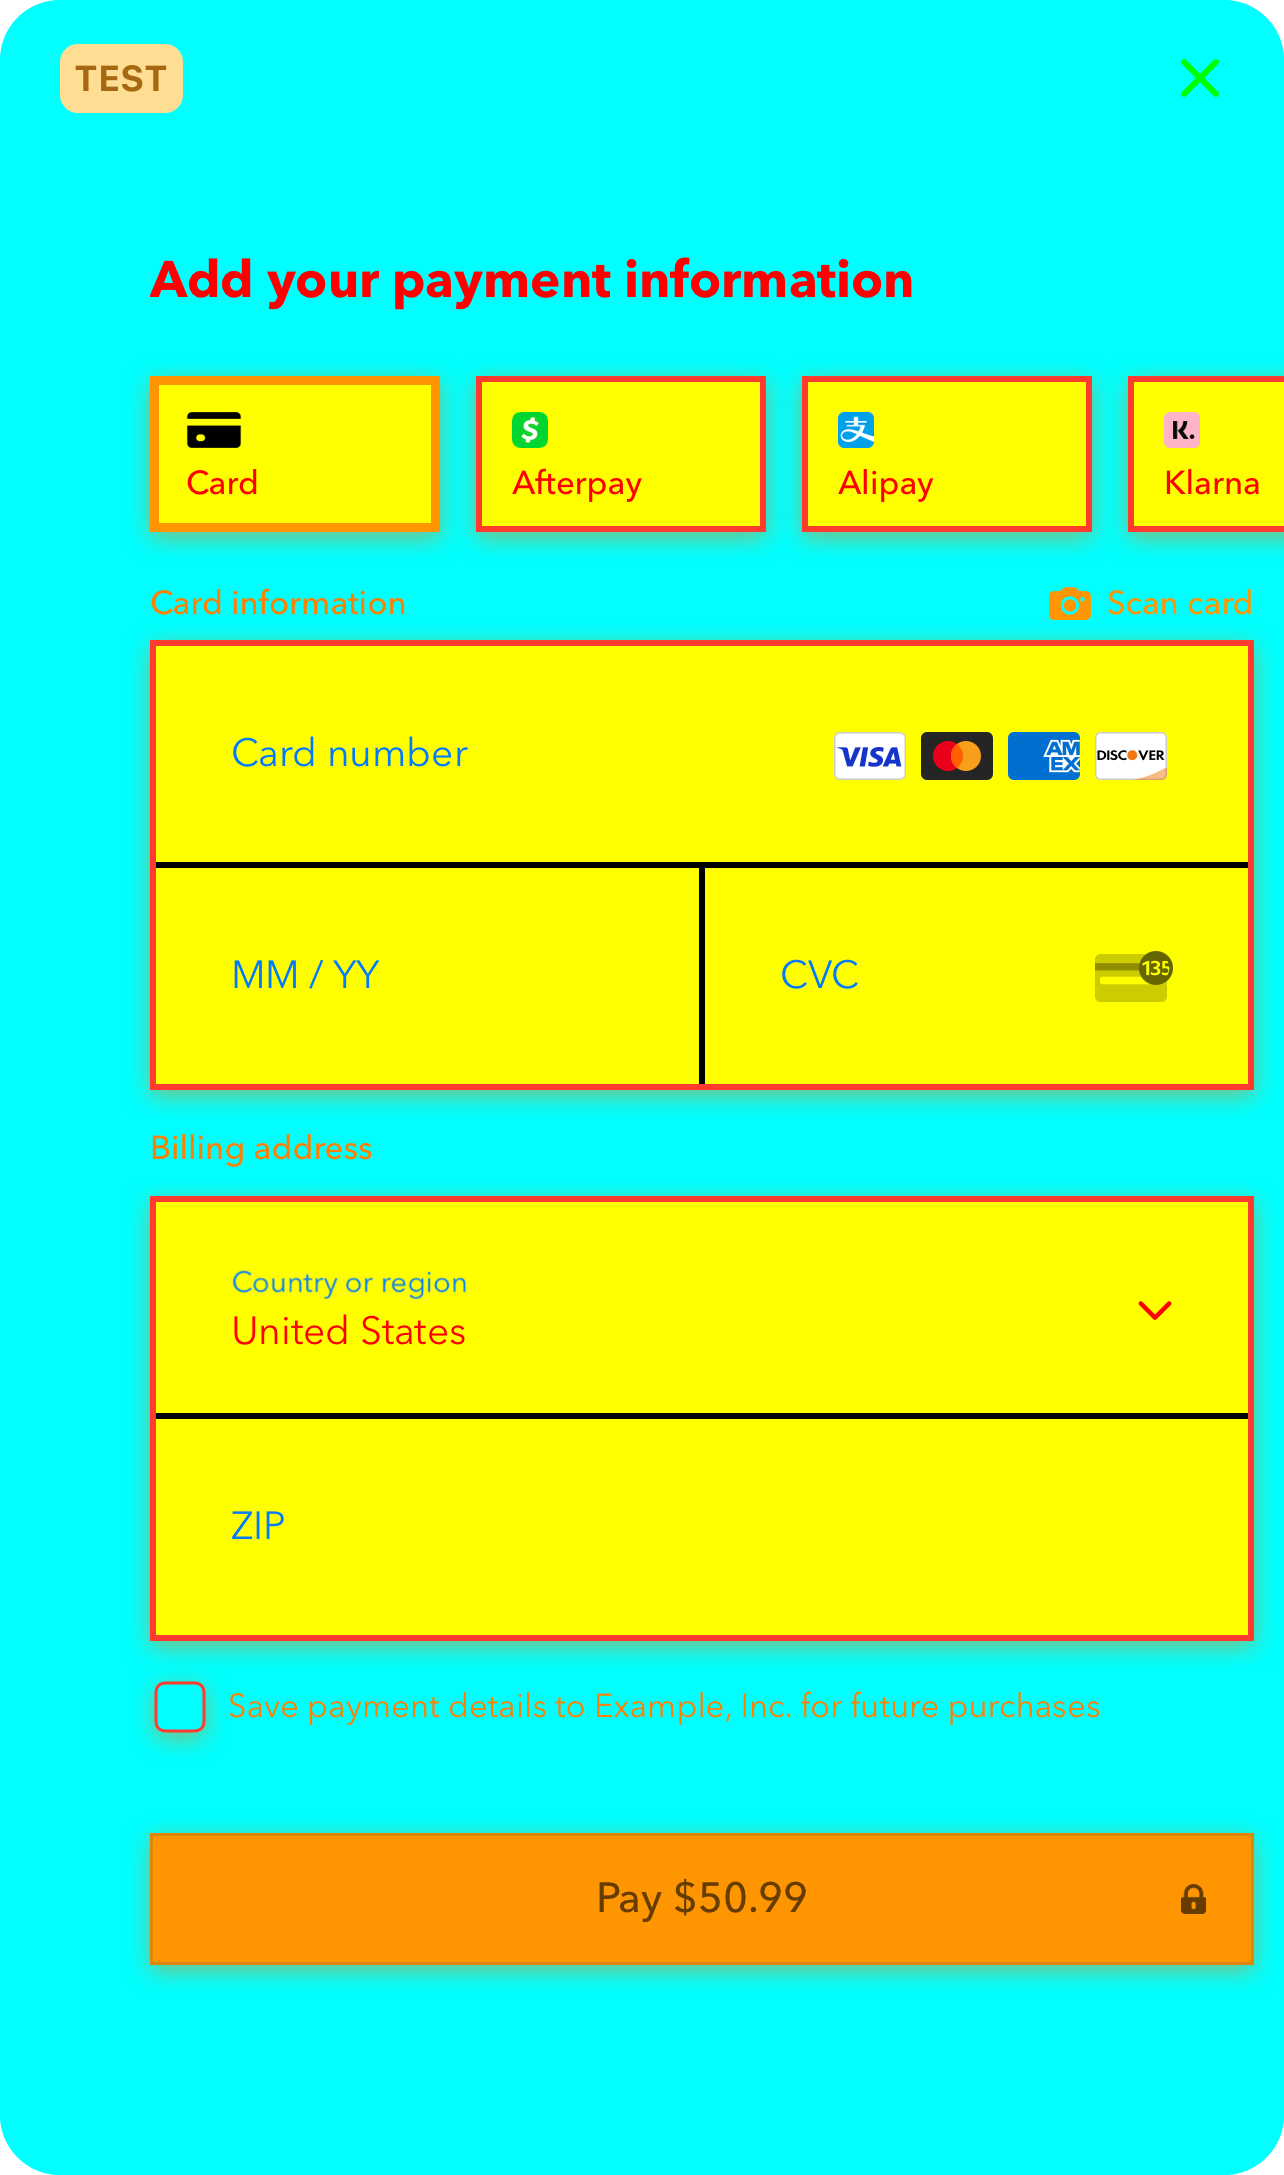 TEST
Add your payment information
Card
Afterpay
Alipay
K.
Klarna
Card information
Scan card
Card number
VISA
AM
EX
DISCOVER
MM / YY
CVC
135
Billing address
Country or region
United States
ZIP
Save payment details to Example, Inc. for future purchases
Pay $50.99